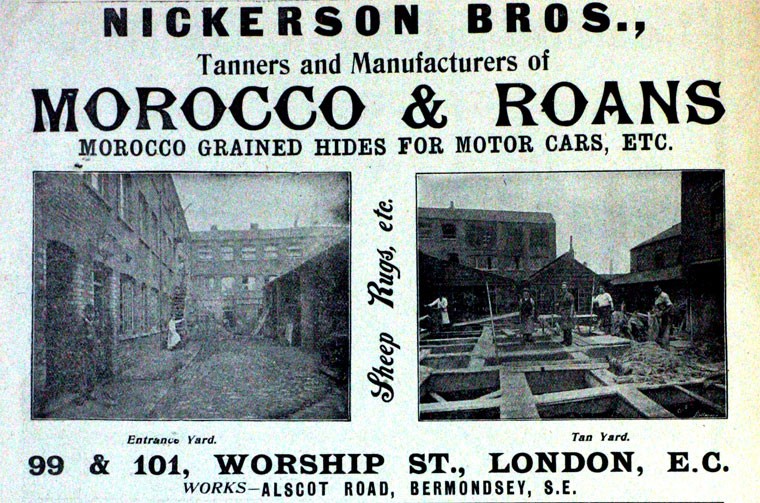 NICKERSON BROS.,
Tanners and Manufacturers of
MOROCCO & ROANS
MOROCCO GRAINED HIDES FOR MOTOR CARS, ETC.
Sheep Rugs, etc.
Entrance Yard.
Tan Yard.
99 & 101, WORSHIP ST., LONDON, E.C.
WORKS—ALSCOT ROAD, BERMONDSEY, S.E.